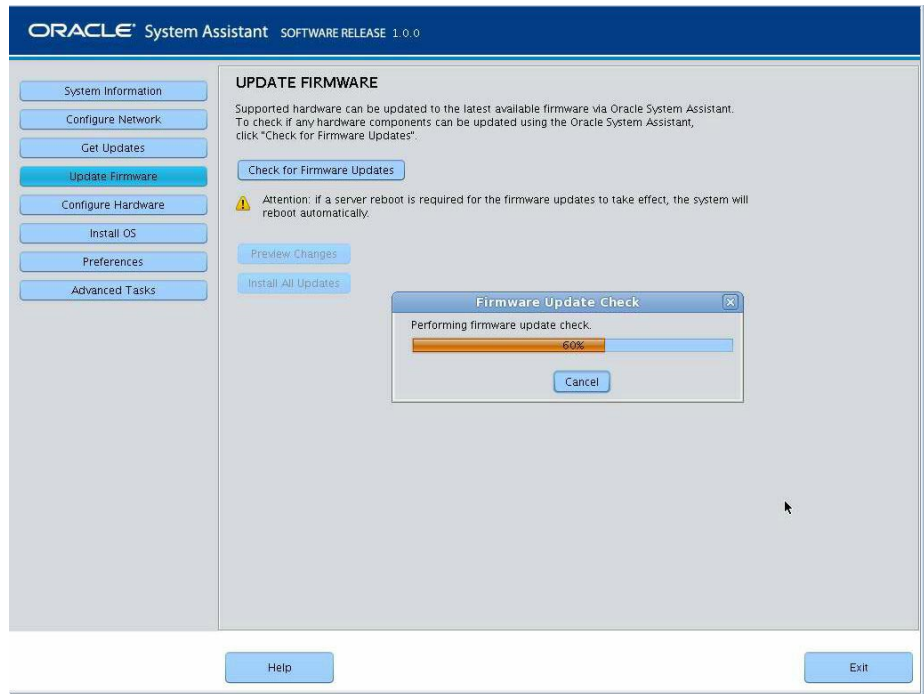 ORACLE System Assistant SOFTWARE RELEASE 1.0.0
System Information
Configure Network
Get Updates
Update Firmware
Configure Hardware
Install OS
Preferences
Advanced Tasks
UPDATE FIRMWARE
Supported hardware can be updated to the latest available firmware via Oracle System Assistant.
To check if any hardware components can be updated using the Oracle System Assistant,
click "Check for Firmware Updates".
Check for Firmware Updates
Attention: if a server reboot is required for the firmware updates to take effect, the system will
reboot automatically.
Preview Changes
Install All Updates
Firmware Update Check
Performing firmware update check.
60%
Cancel
Help
Exit